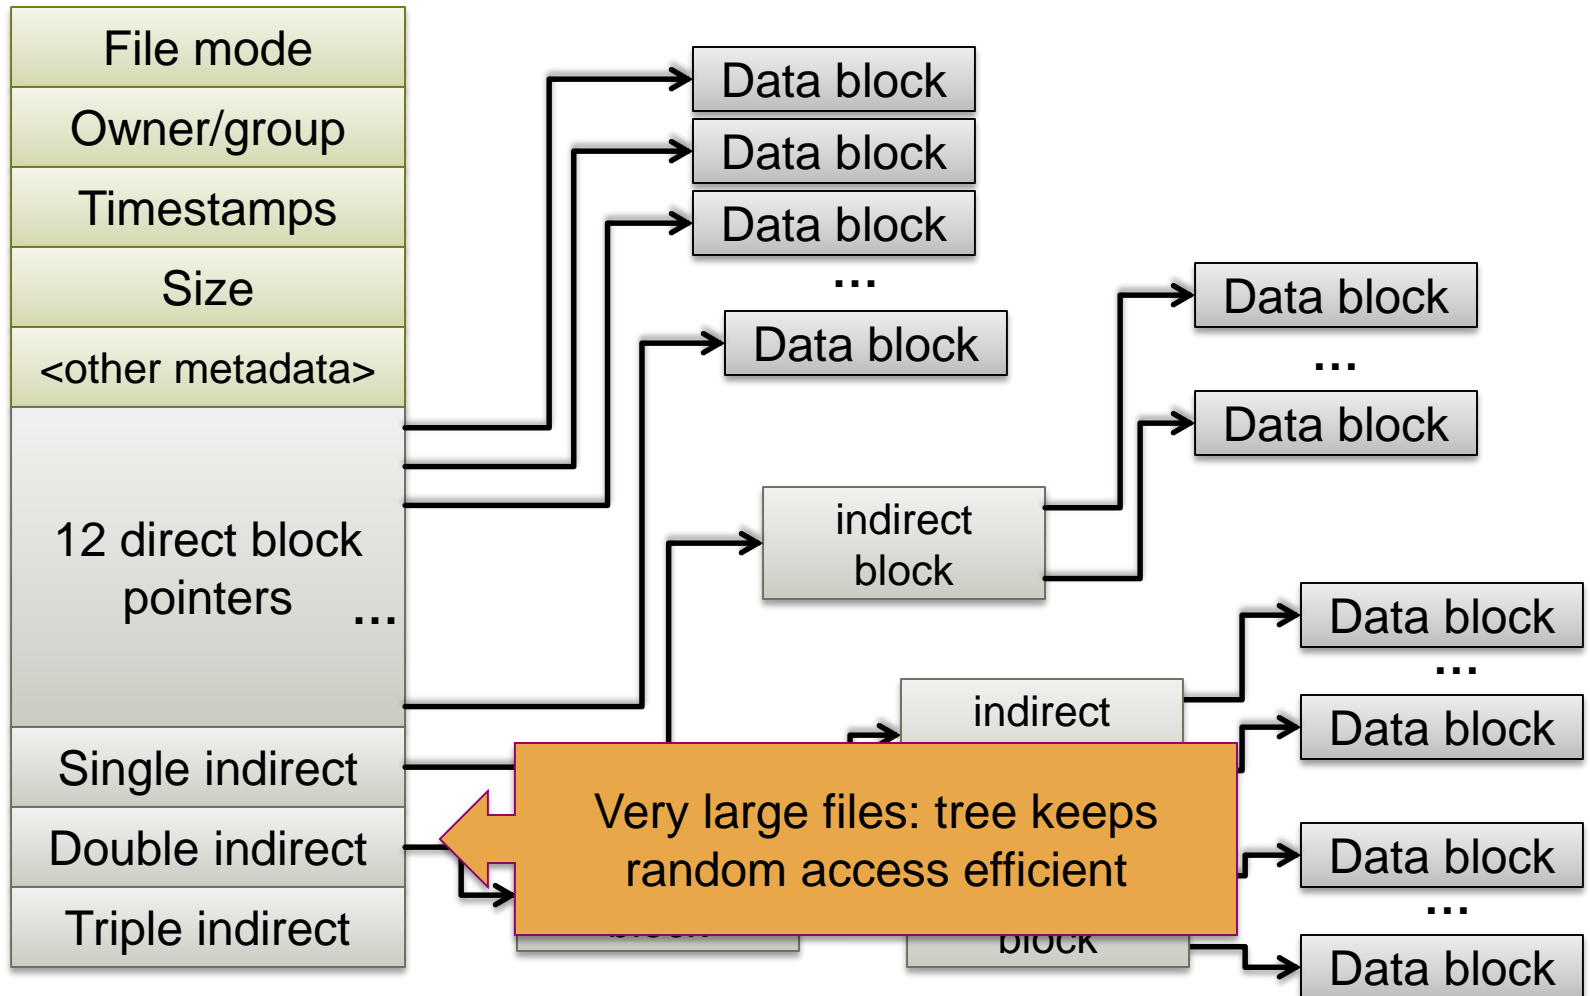 File mode
Owner/group
Timestamps
Size
<other metadata>
12 direct block
pointers ...
Single indirect
Double indirect
Triple indirect
Data block
Data block
Data block
...
Data block
Data block
...
Data block
indirect
block
Data block
...
Data block
indirect
Very large files: tree keeps
random access efficient
block
block
Data block
...
Data block